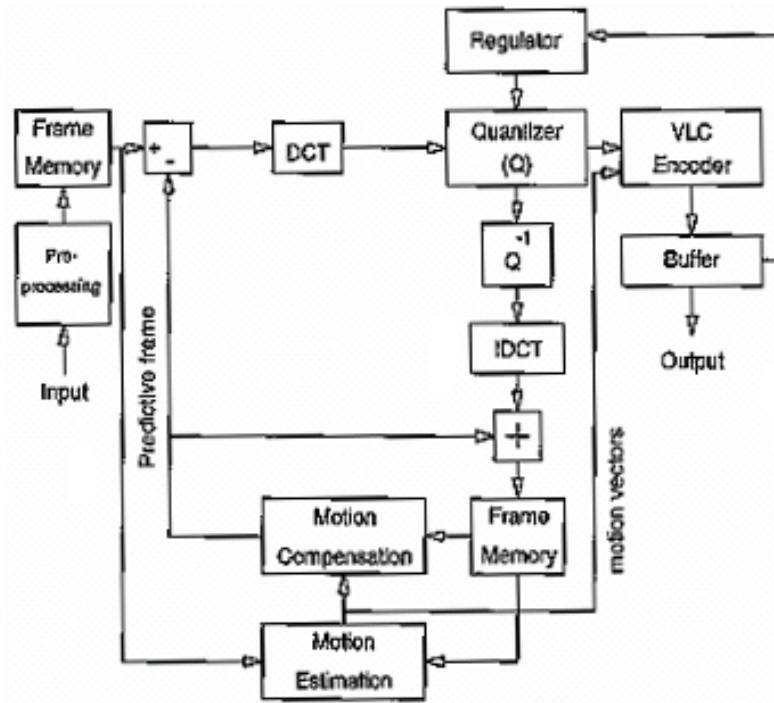 Regulator
Frame
Memory
+
-
DCT
Quantizer
(Q)
VLC
Encoder
Pre-
processing
-1
Q
Buffer
IDCT
Input
Output
Predictive frame
+
motion vectors
Motion
Compensation
Frame
Memory
Motion
Estimation